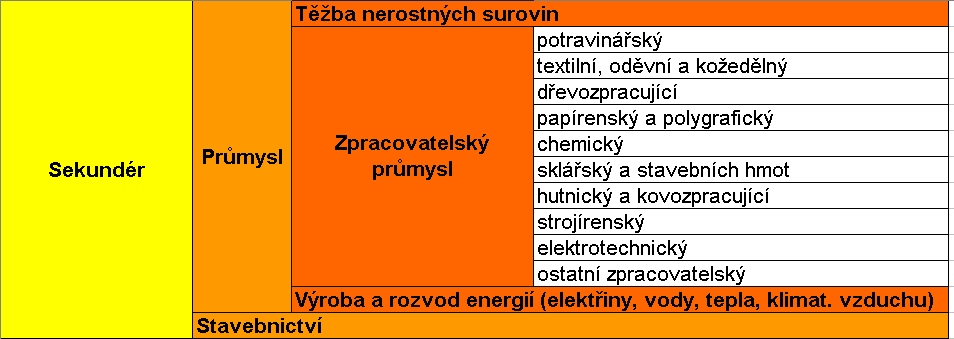 Těžba nerostných surovin
potravinářský
textilní, oděvní a kožedělný
dřevozpracující
papírenský a polygrafický
chemický
sklářský a stavebních hmot
hutnický a kovozpracující
strojírenský
elektrotechnický
ostatní zpracovatelský
Zpracovatelský
průmysl
Průmysl
Sekundér
Výroba a rozvod energií (elektřiny, vody, tepla, klimat. vzduchu)
Stavebnictví